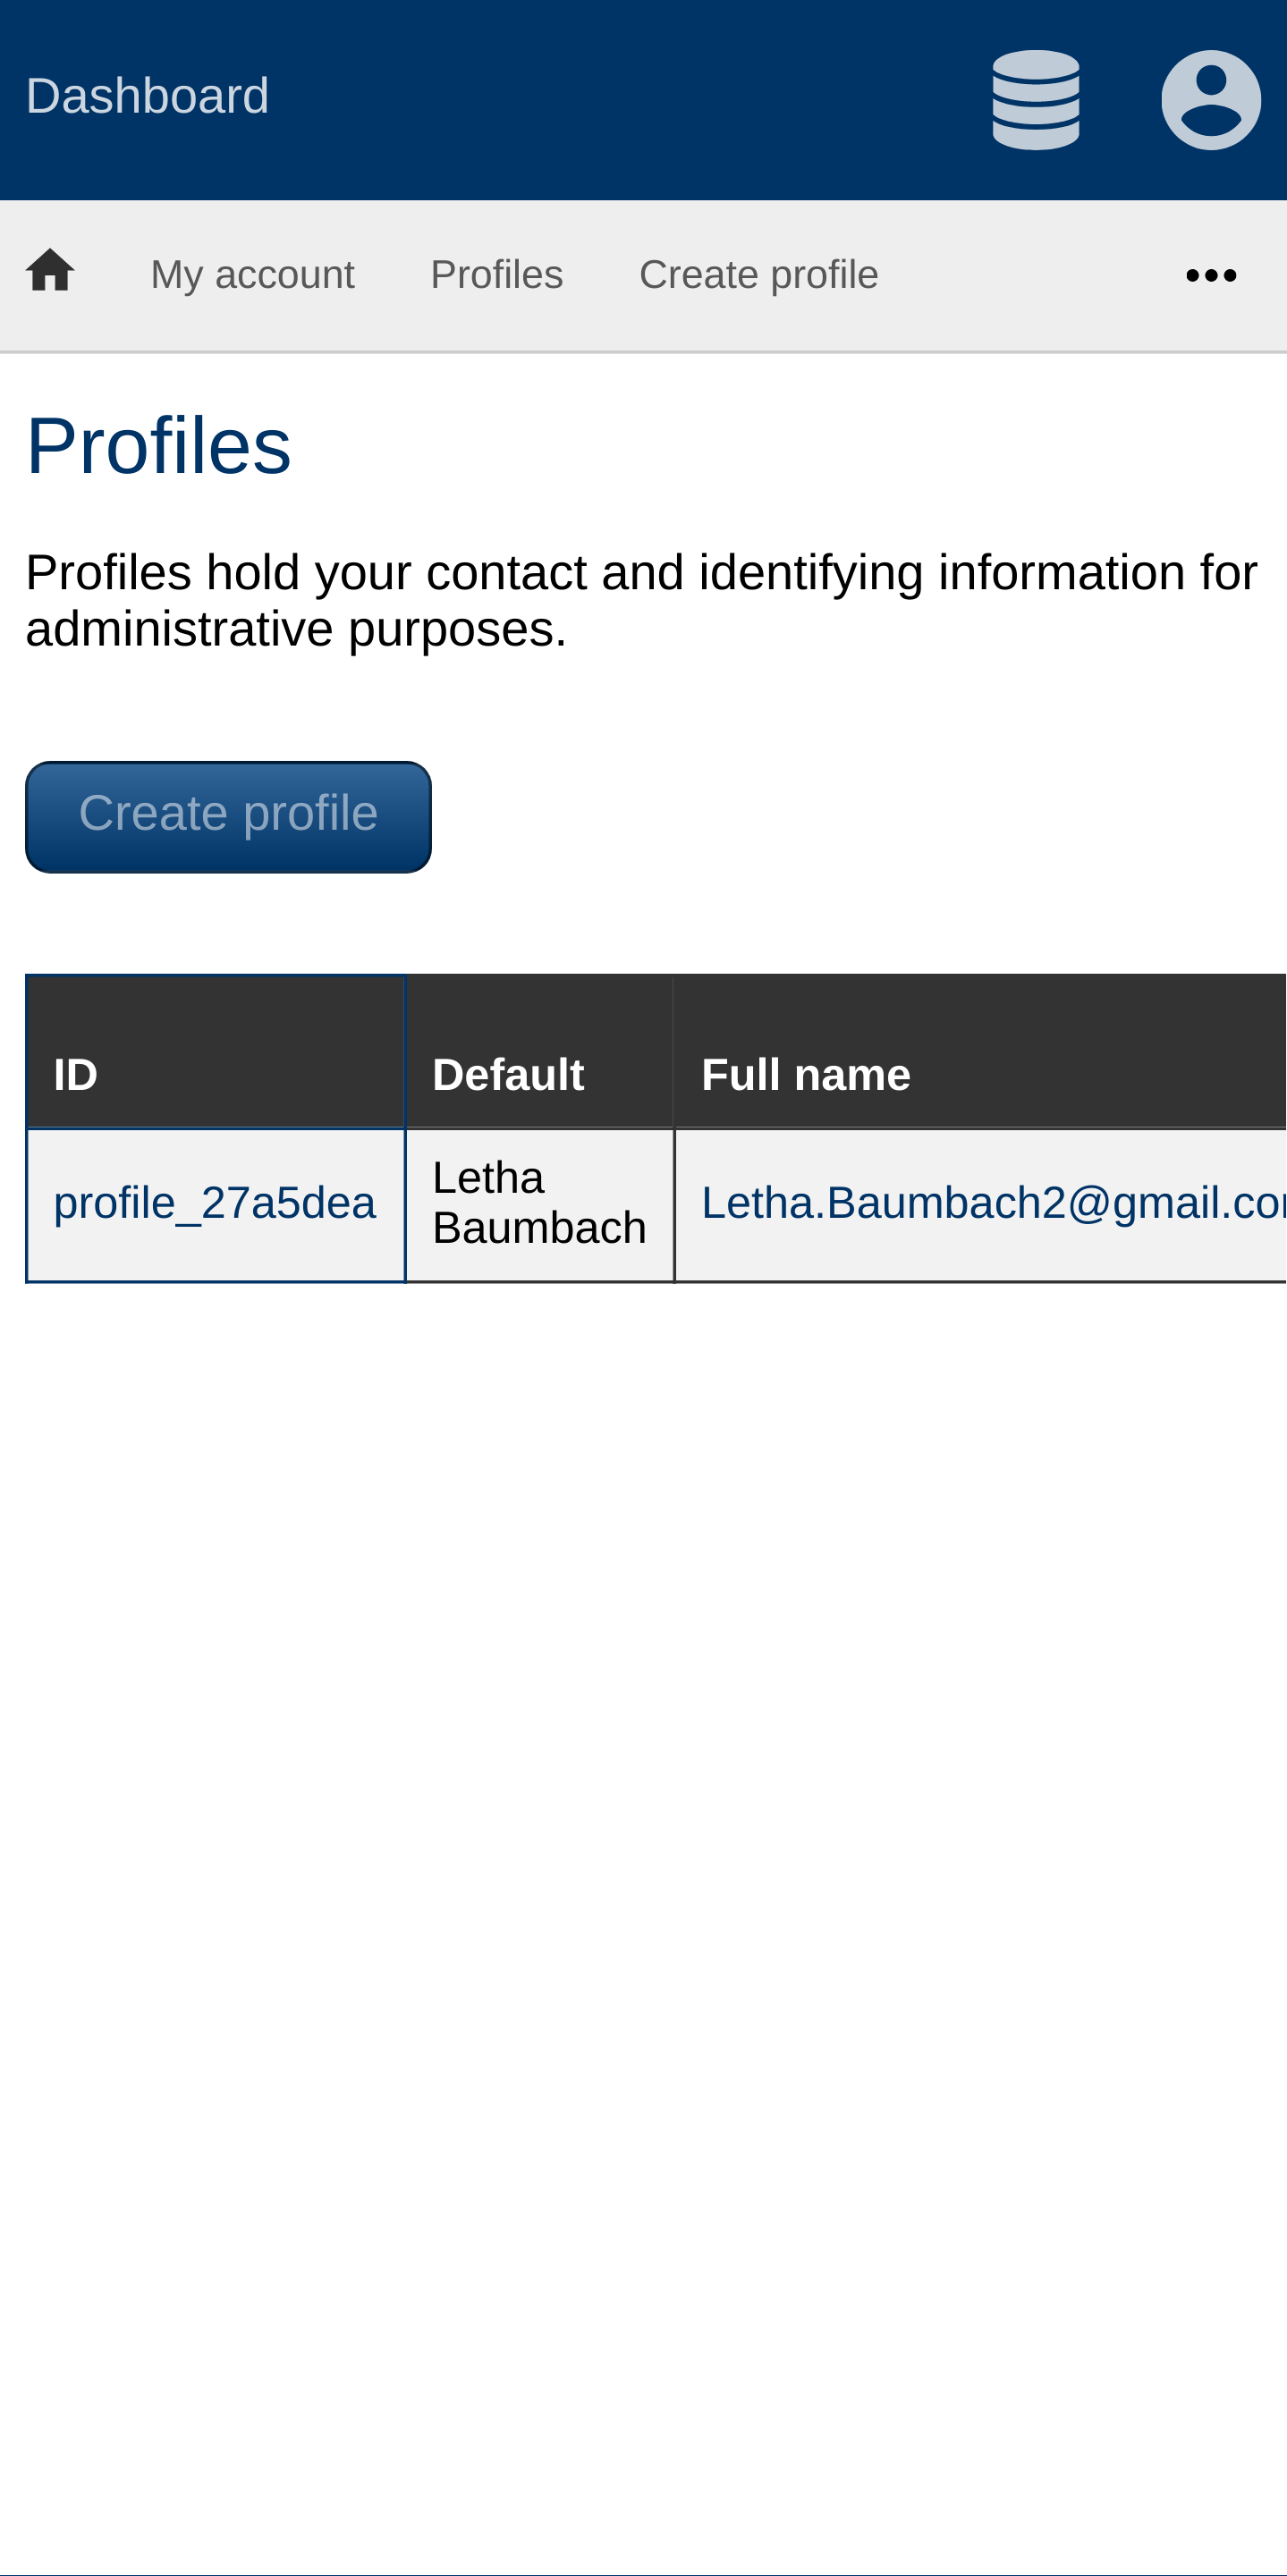 Dashboard
My account Profiles Create profile
Profiles
Profiles hold your contact and identifying information for
administrative purposes.
Create profile
ID Default Full name
profile_27a5dea Letha Baumbach Letha.Baumbach2@gmail.co